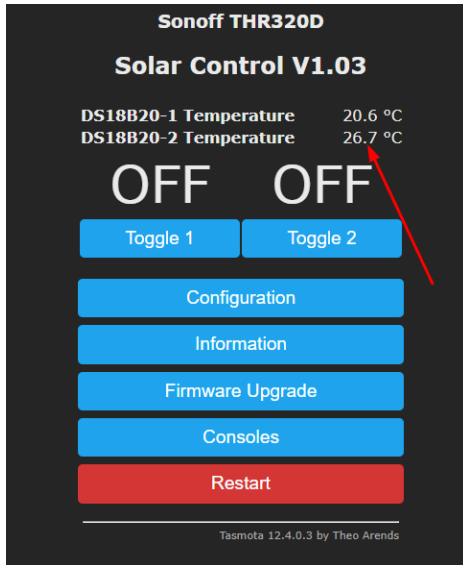 Sonoff THR320D
Solar Control V1.03
DS18B20-1 Temperature 20.6 °C
DS18B20-2 Temperature 26.7 °C
OFF OFF
Toggle 1 Toggle 2
Configuration
Information
Firmware Upgrade
Consoles
Restart
Tasmota 12.4.0.3 by Theo Arends